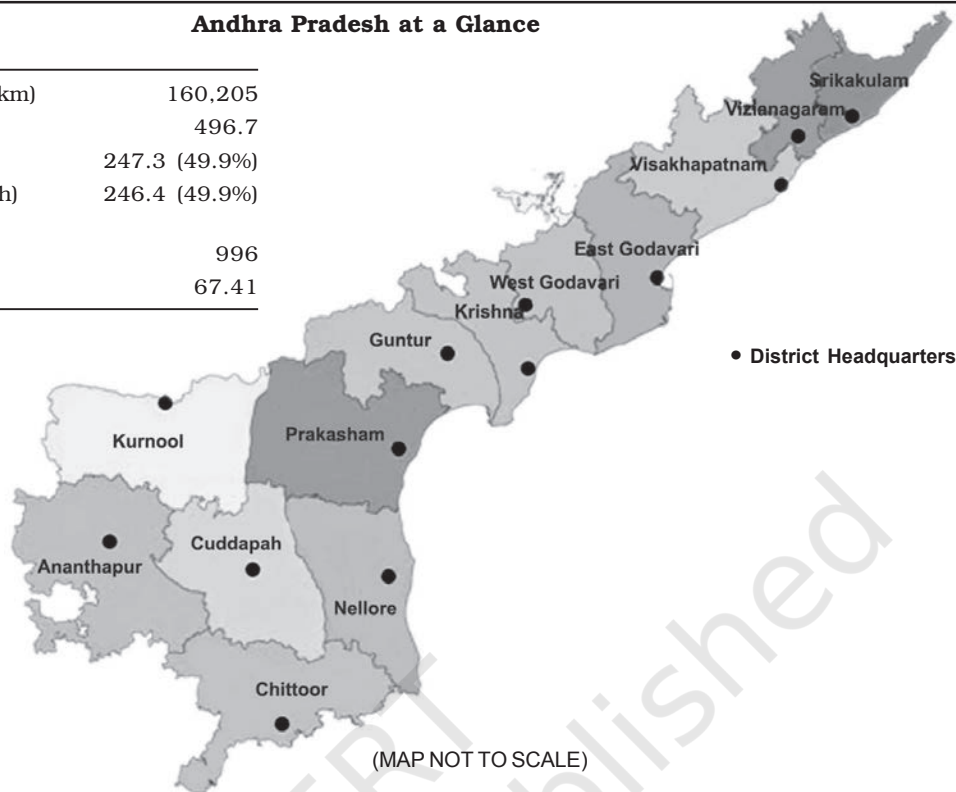 Andhra Pradesh at a Glance
km) 160,205
496.7
247.3 (49.9%)
h) 246.4 (49.9%)
996
67.41
Srikakulam
Vizianagaram
Visakhapatnam
East Godavari
West Godavari
Krishna
Guntur
• District Headquarters
Prakasham
Kurnool
Cuddapah
Ananthapur
Nellore
Chittoor
(MAP NOT TO SCALE)
ERT
blished